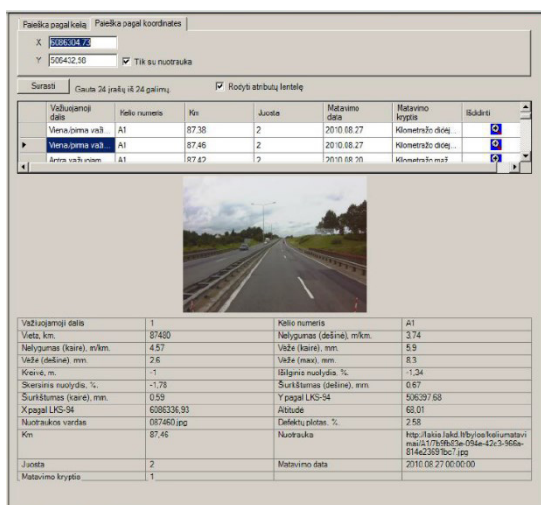 Paieška pagal kelią Paieška pagal koordinates
X 6086304,73
Y 506432,98 Tik su nuotrauka
Surasti Gauta 24 įrašų iš 24 galimų. Rodyti atributų lentelę
Važiuojamoji dalis Kelio numeris Km Juosta Matavimo data Matavimo kryptis Išdidinti
Viena/pirma važ... A1 87,38 2 2010.08.27 Kilometražo didėj...
Viena/pirma važ... A1 87,46 2 2010.08.27 Kilometražo didėj...
Antra važiuojam... A1 87,42 2 2010.08.20 Kilometražo maž...
Važiuojamoji dalis 1 Kelio numeris A1
Vieta, km. 87480 Nelygumas (dešinė), m/km. 3.74
Nelygumas (kairė), m/km. 4,57 Vėžė (kairė), mm. 5.9
Vėžė (dešinė), mm. 2,6 Vėžė (max), mm. 8.3
Kreivė, m. -1 Išilginis nuolydis, %. -1,34
Skersinis nuolydis, %. -1,78 Šiurkštumas (dešinė), mm. 0.67
Šiurkštumas (kairė), mm. 0.59 Y pagal LKS-94 506397,68
X pagal LKS-94 6086336,93 Altitudė 68,01
Nuotraukos vardas 087460.jpg Defektų plotas, %. 2.58
Km 87,46 Nuotrauka http://lakis.lakd.lt/bylos/keliumatavi
mai/A1/7b9fb83e-094e-42c3-966a-
814e23691bc7.jpg
Juosta 2 Matavimo data 2010.08.27 00:00:00
Matavimo kryptis 1